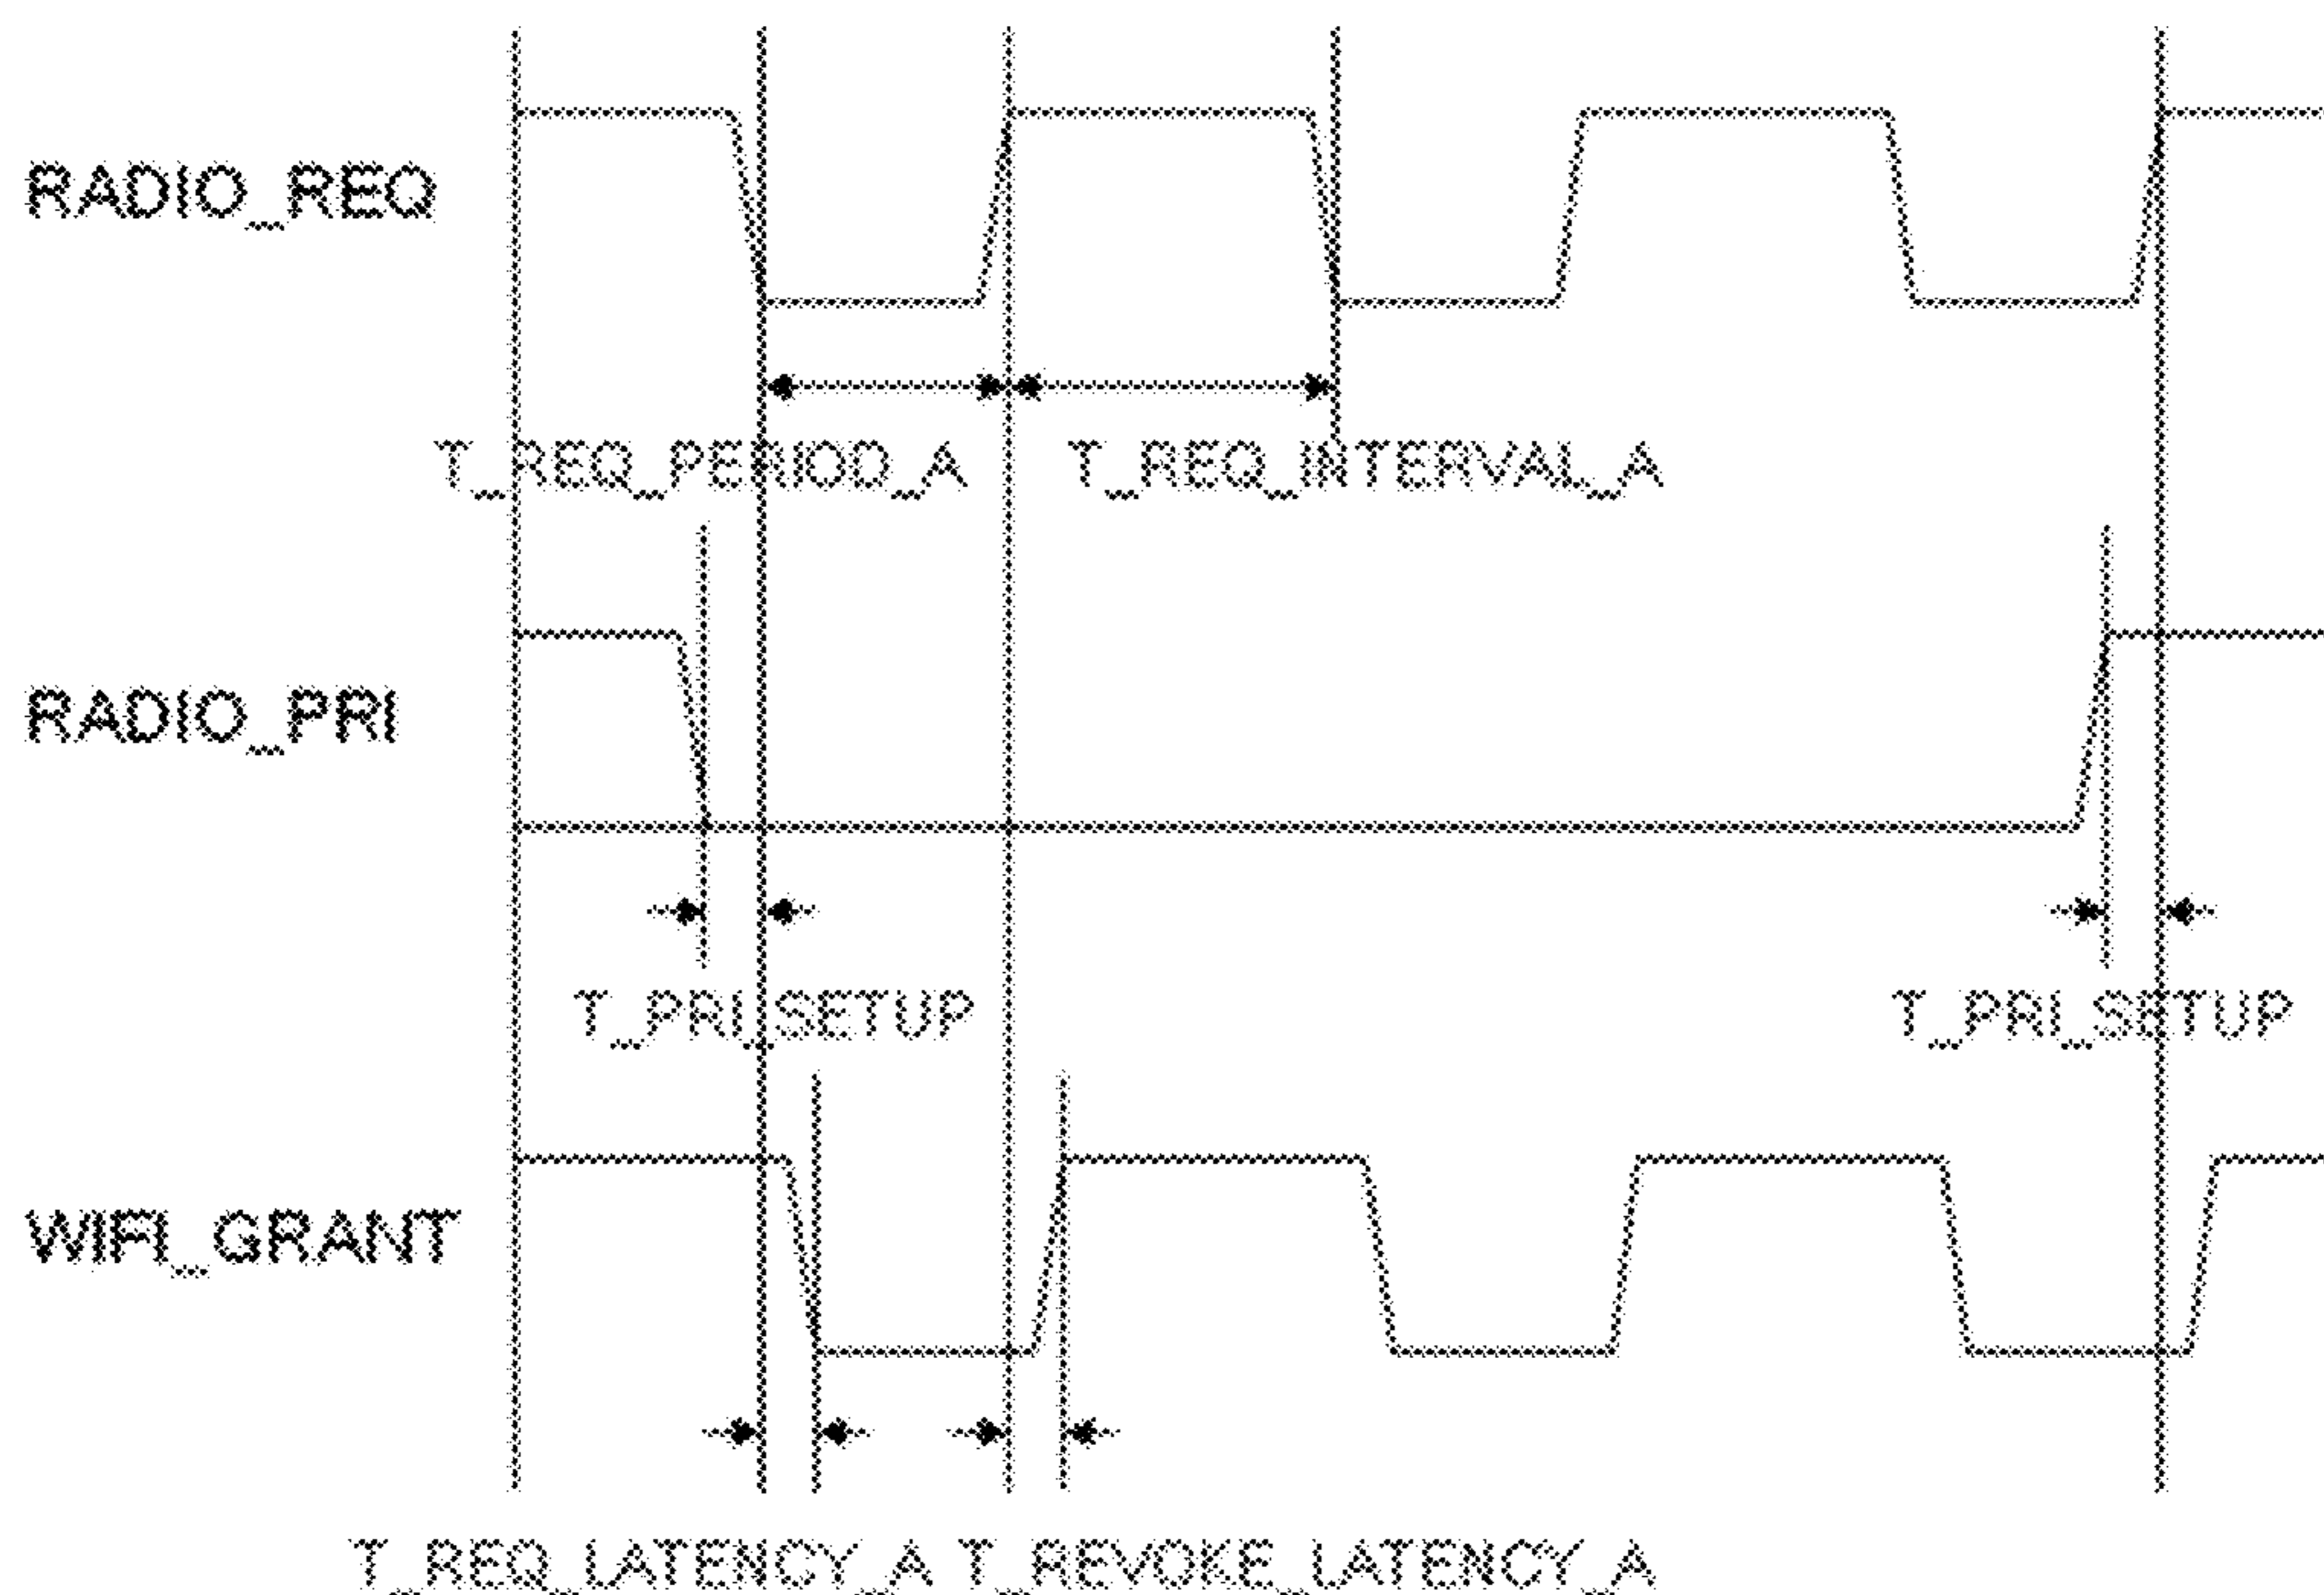 RADIO_REQ
T_REQ_PERIOD_A T_REQ_INTERVAL_A
RADIO_PRI
T_PRI_SETUP T_PRI_SETUP
WIFI_GRANT
T_REQ_LATENCY_A T_REVOKE_LATENCY_A